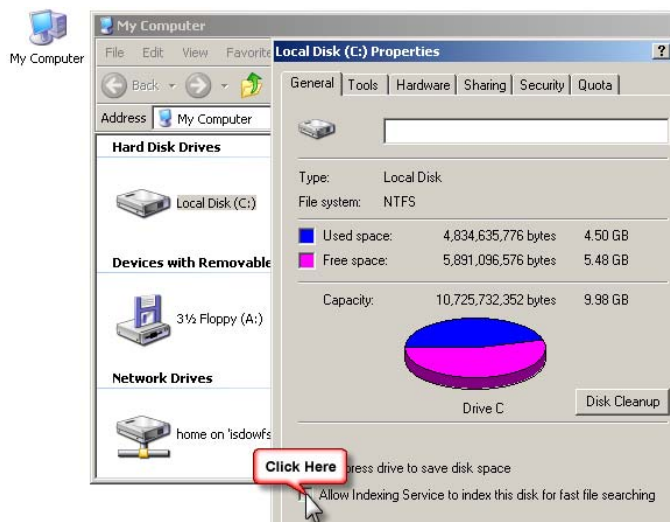 My Computer
My Computer
File Edit View Favorite
Back
Address My Computer
Hard Disk Drives
Local Disk (C:)
Devices with Removable
3½ Floppy (A:)
Network Drives
home on 'isdowfs
Local Disk (C:) Properties ?
General Tools Hardware Sharing Security Quota
Type: Local Disk
File system: NTFS
Used space: 4,834,635,776 bytes 4.50 GB
Free space: 5,891,096,576 bytes 5.48 GB
Capacity: 10,725,732,352 bytes 9.98 GB
Drive C
Disk Cleanup
Click Here
press drive to save disk space
Allow Indexing Service to index this disk for fast file searching